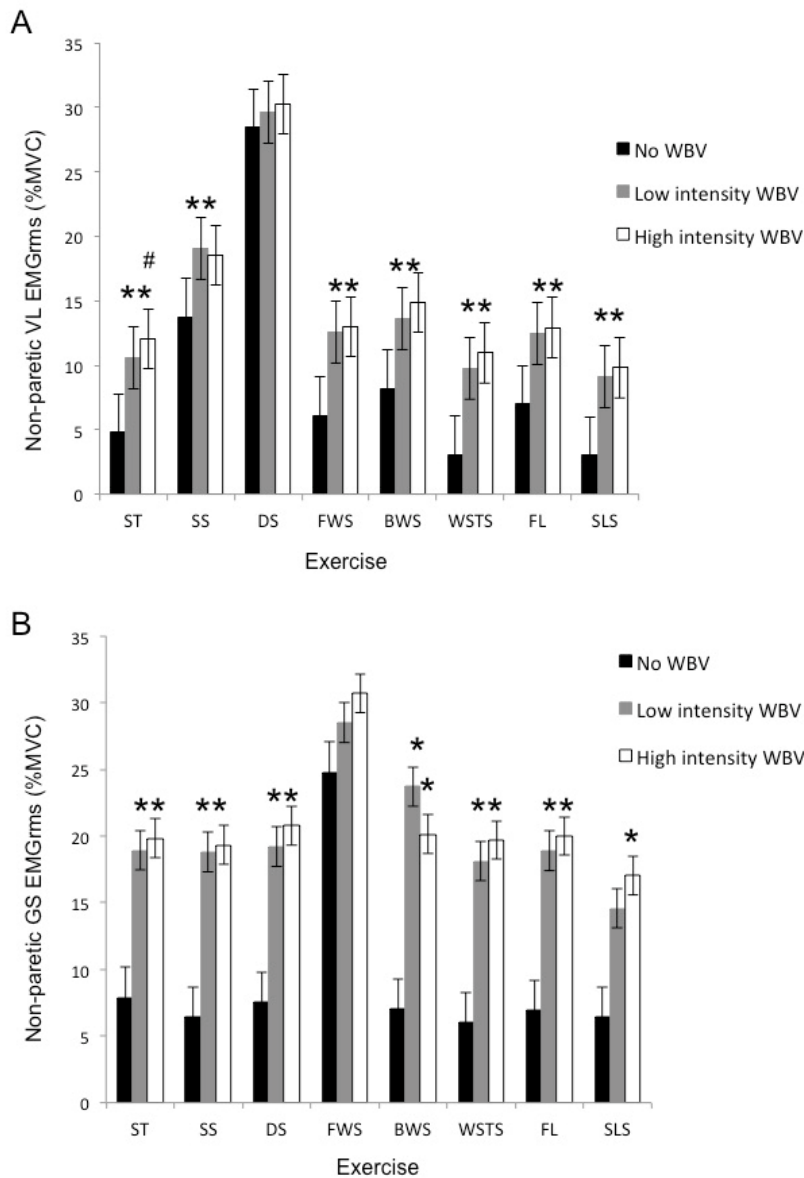 A
Non-paretic VL EMGrms (%MVC)
35
30
25
20
15
10
5
0
#
**
**
**
**
**
**
**
No WBV
Low intensity WBV
High intensity WBV
ST SS DS FWS BWS WSTS FL SLS
Exercise
B
Non-paretic GS EMGrms (%MVC)
35
30
25
20
15
10
5
0
**
**
**
*
*
**
**
*
No WBV
Low intensity WBV
High intensity WBV
ST SS DS FWS BWS WSTS FL SLS
Exercise